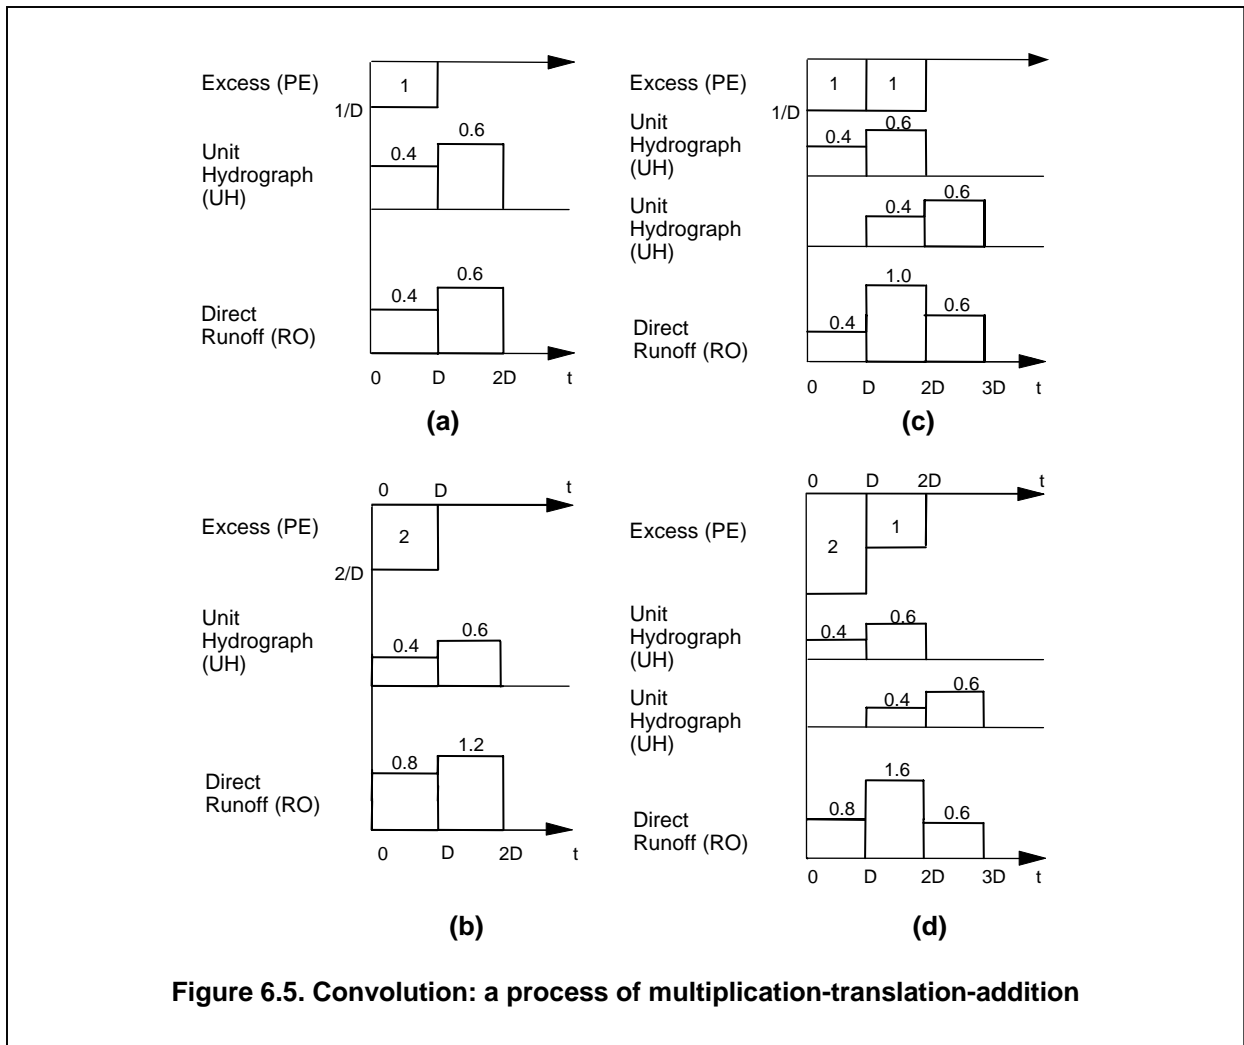 Excess (PE)
1
1/D
Unit
Hydrograph
(UH)
0.4
0.6
Direct
Runoff (RO)
0.4
0.6
0 D 2D t
(a)
Excess (PE)
1 1
1/D
Unit
Hydrograph
(UH)
0.4
0.6
Unit
Hydrograph
(UH)
0.4
0.6
Direct
Runoff (RO)
0.4
1.0
0.6
0 D 2D 3D t
(c)
0 D t
Excess (PE)
2
2/D
Unit
Hydrograph
(UH)
0.4
0.6
Direct
Runoff (RO)
0.8
1.2
0 D 2D t
(b)
0 D 2D t
Excess (PE)
2
1
Unit
Hydrograph
(UH)
0.4
0.6
Unit
Hydrograph
(UH)
0.4
0.6
Direct
Runoff (RO)
0.8
1.6
0.6
0 D 2D 3D t
(d)
Figure 6.5. Convolution: a process of multiplication-translation-addition